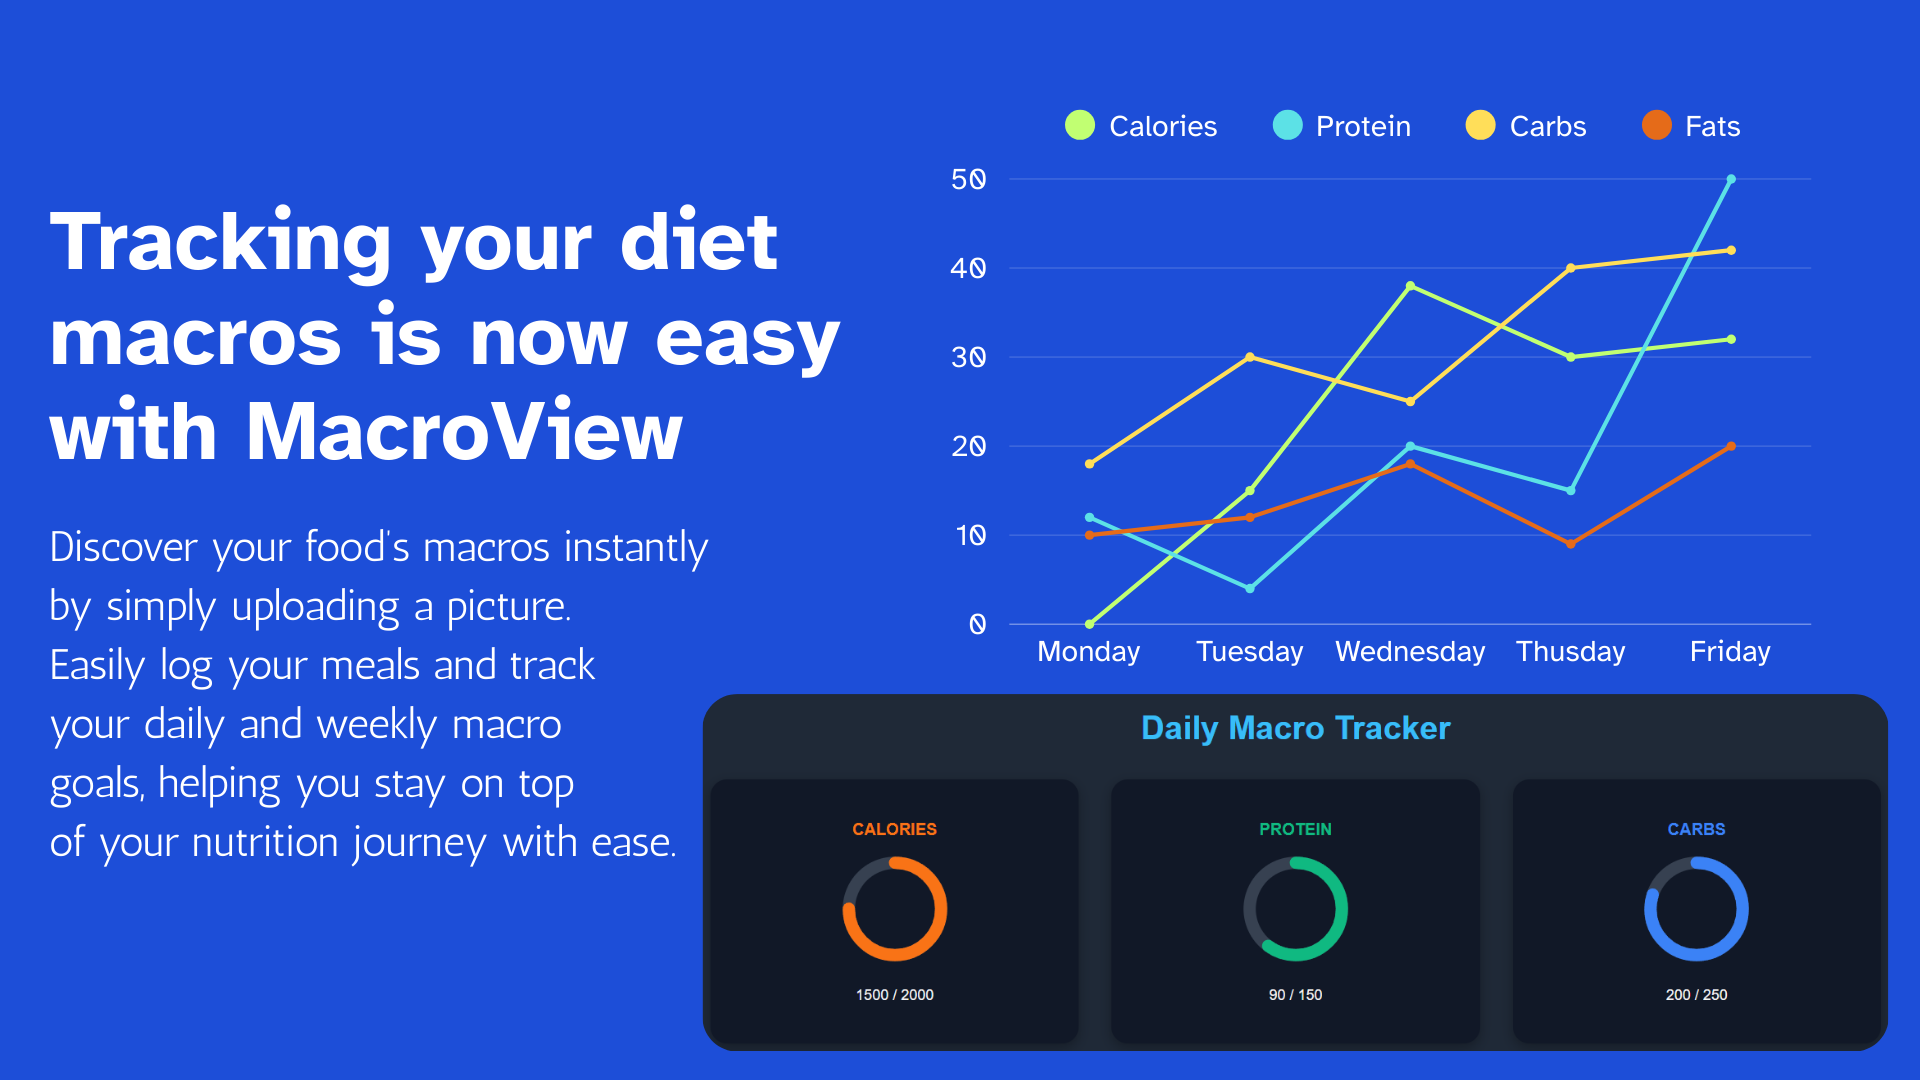 Tracking your diet
macros is now easy
with MacroView
Discover your food's macros instantly
by simply uploading a picture.
Easily log your meals and track
your daily and weekly macro
goals, helping you stay on top
of your nutrition journey with ease.
Calories Protein Carbs Fats
50
40
30
20
10
0
Monday Tuesday Wednesday Thusday Friday
Daily Macro Tracker
CALORIES PROTEIN CARBS
1500 / 2000 90 / 150 200 / 250